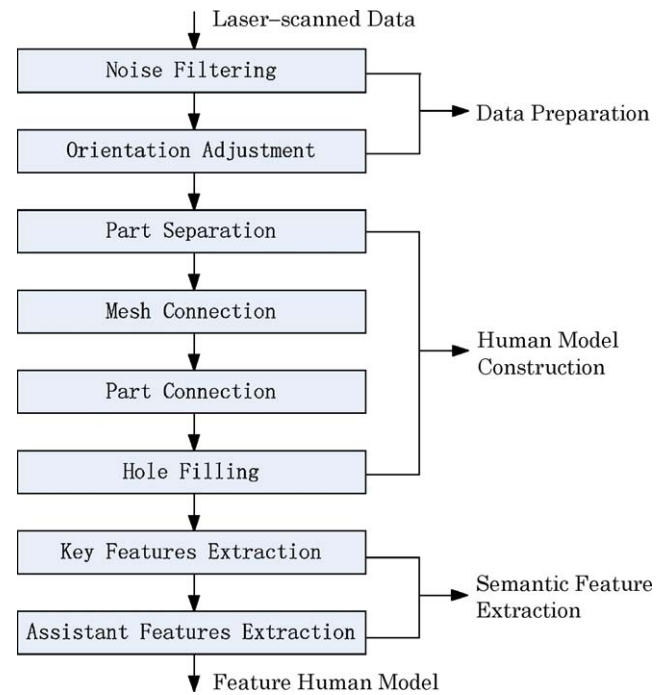 Laser–scanned Data
Noise Filtering
Data Preparation
Orientation Adjustment
Part Separation
Mesh Connection
Human Model
Construction
Part Connection
Hole Filling
Key Features Extraction
Semantic Feature
Extraction
Assistant Features Extraction
Feature Human Model